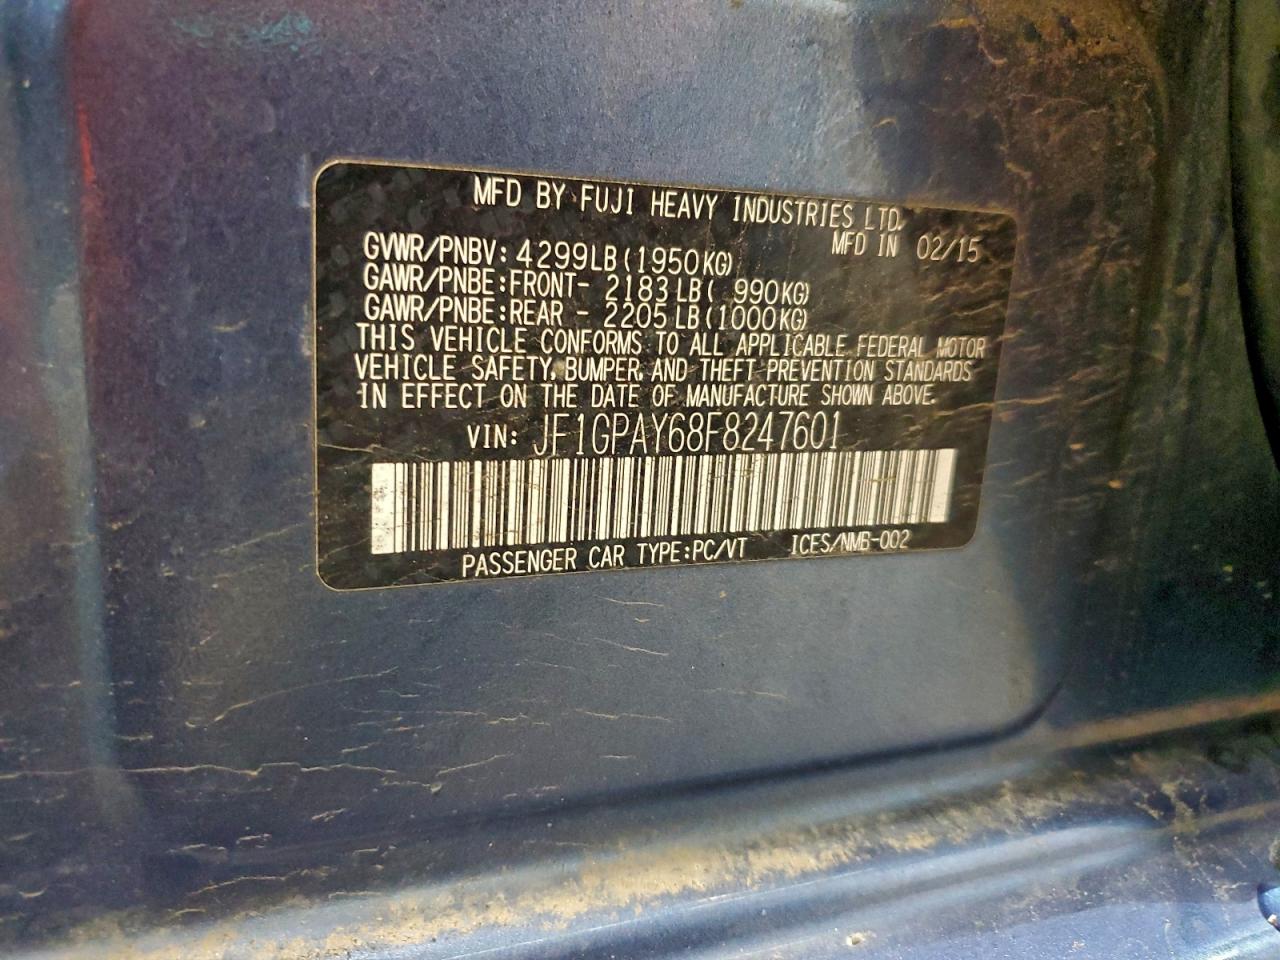 MFD BY FUJI HEAVY INDUSTRIES LTD.
MFD IN 02/15
GVWR/PNBV: 4299LB(1950KG)
GAWR/PNBE:FRONT- 2183LB( 990KG)
GAWR/PNBE:REAR - 2205LB(1000KG)
THIS VEHICLE CONFORMS TO ALL APPLICABLE FEDERAL MOTOR
VEHICLE SAFETY, BUMPER, AND THEFT PREVENTION STANDARDS
IN EFFECT ON THE DATE OF MANUFACTURE SHOWN ABOVE.
VIN: JF1GPAY68F8247601
PASSENGER CAR TYPE:PC/VT ICES/NMB-002